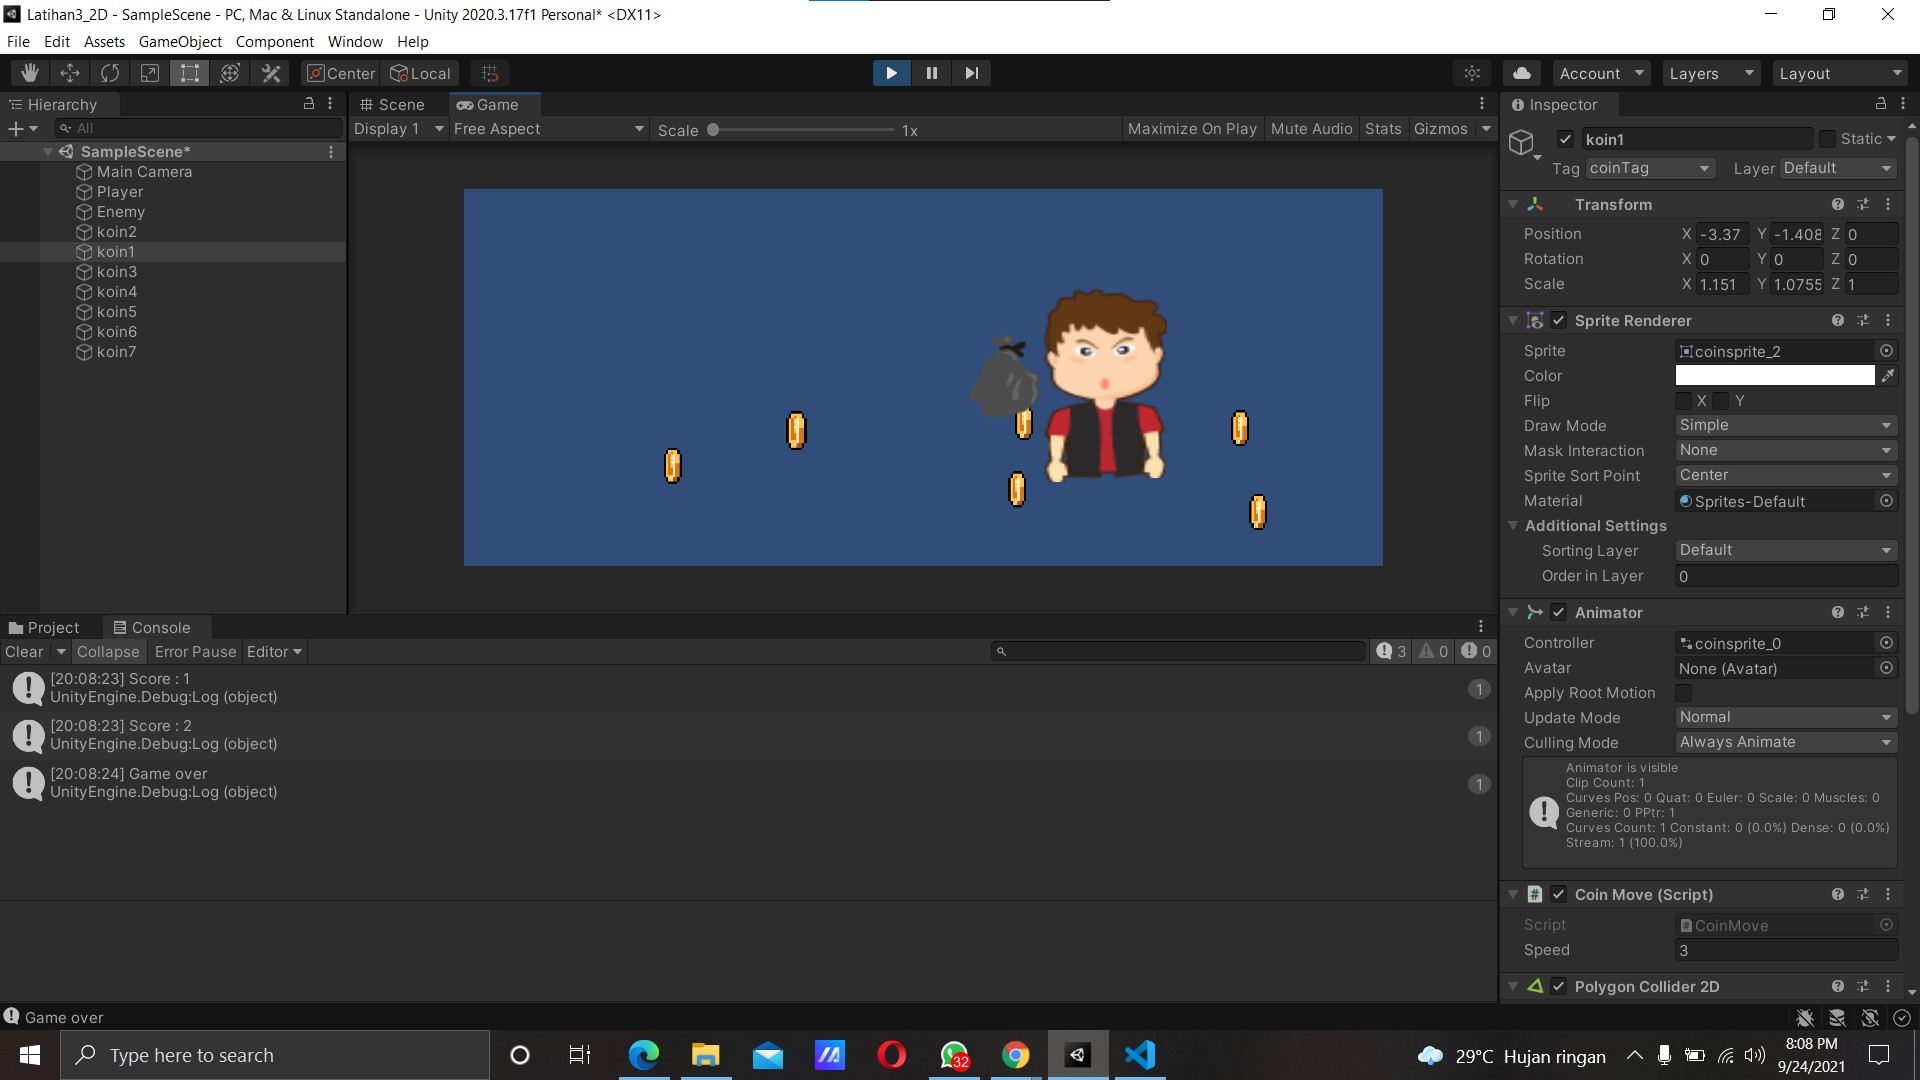 Latihan3_2D - SampleScene - PC, Mac & Linux Standalone - Unity 2020.3.17f1 Personal* <DX11>
File Edit Assets GameObject Component Window Help
Center Local Account Layers Layout
Hierarchy
All
SampleScene*
Main Camera
Player
Enemy
koin2
koin1
koin3
koin4
koin5
koin6
koin7
Scene Game
Display 1 Free Aspect Scale 1x Maximize On Play Mute Audio Stats Gizmos
Project Console
Clear Collapse Error Pause Editor 3 0 0
[20:08:23] Score : 1
UnityEngine.Debug:Log (object)
1
[20:08:23] Score : 2
UnityEngine.Debug:Log (object)
1
[20:08:24] Game over
UnityEngine.Debug:Log (object)
1
Inspector
koin1 Static
Tag coinTag Layer Default
Transform
Position X -3.37 Y -1.408 Z 0
Rotation X 0 Y 0 Z 0
Scale X 1.151 Y 1.0755 Z 1
Sprite Renderer
Sprite coinsprite_2
Color
Flip X Y
Draw Mode Simple
Mask Interaction None
Sprite Sort Point Center
Material Sprites-Default
Additional Settings
Sorting Layer Default
Order in Layer 0
Animator
Controller coinsprite_0
Avatar None (Avatar)
Apply Root Motion
Update Mode Normal
Culling Mode Always Animate
Animator is visible
Clip Count: 1
Curves Pos: 0 Quat: 0 Euler: 0 Scale: 0 Muscles: 0
Generic: 0 PPtr: 1
Curves Count: 1 Constant: 0 (0.0%) Dense: 0 (0.0%)
Stream: 1 (100.0%)
Coin Move (Script)
Script CoinMove
Speed 3
Polygon Collider 2D
Game over
Type here to search
32
29°C Hujan ringan
8:08 PM
9/24/2021